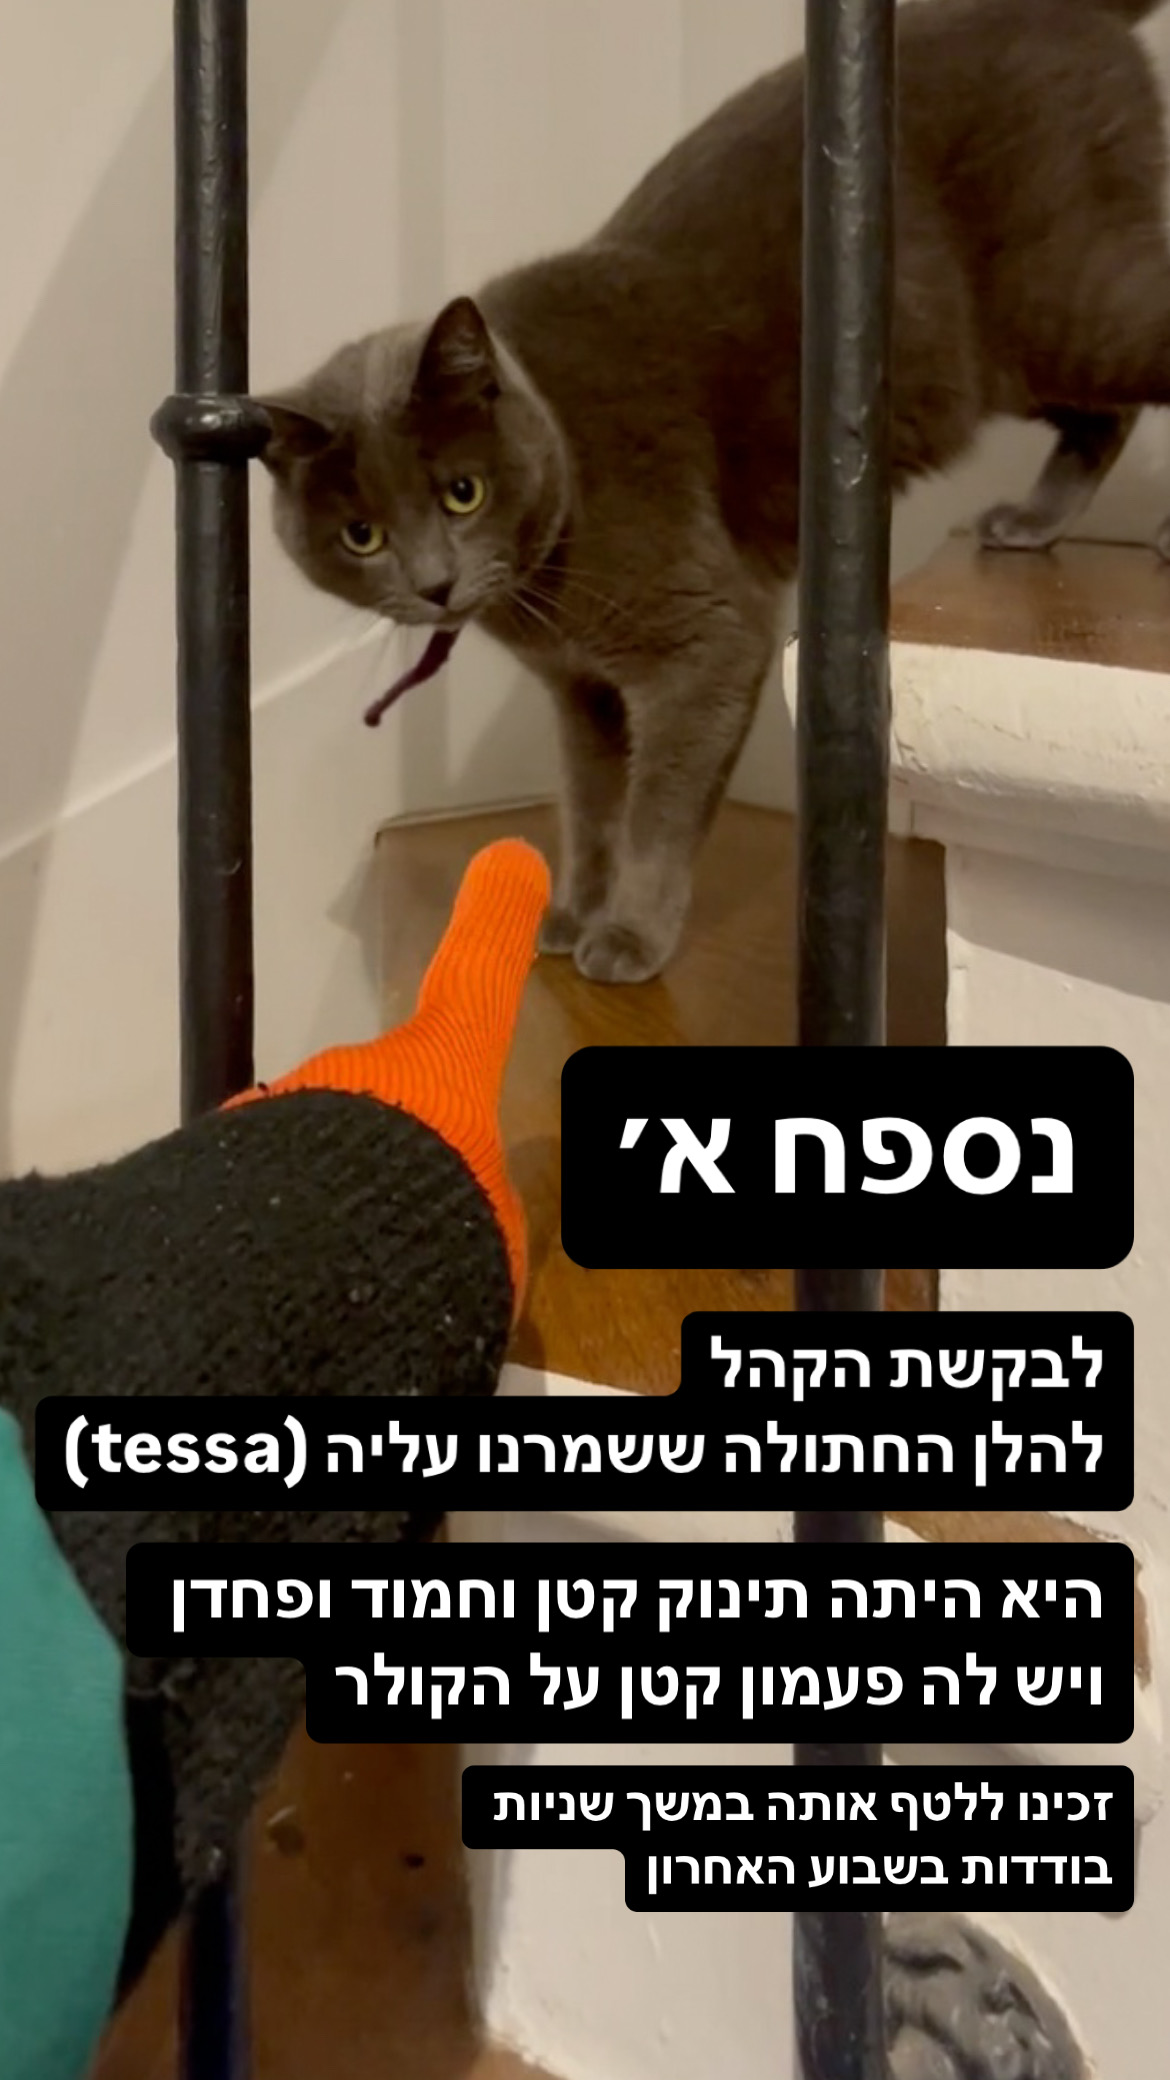 נספח א׳
לבקשת הקהל
להלן החתולה ששמרנו עליה (tessa)
היא היתה תינוק קטן וחמוד ופחדן
ויש לה פעמון קטן על הקולר
זכינו ללטף אותה במשך שניות
בודדות בשבוע האחרון